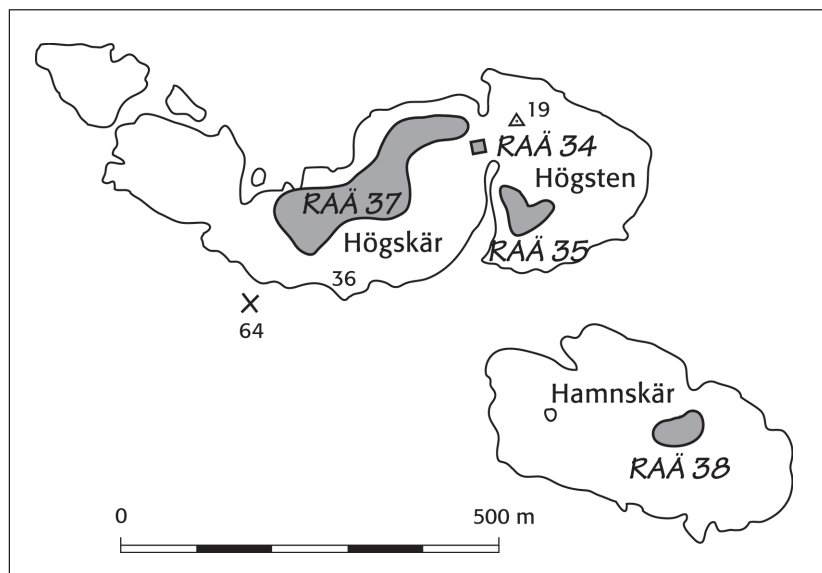 19
RAÄ 34
Högsten
RAÄ 37
Högskär
RAÄ 35
36
64
Hamnskär
RAÄ 38
0 500 m